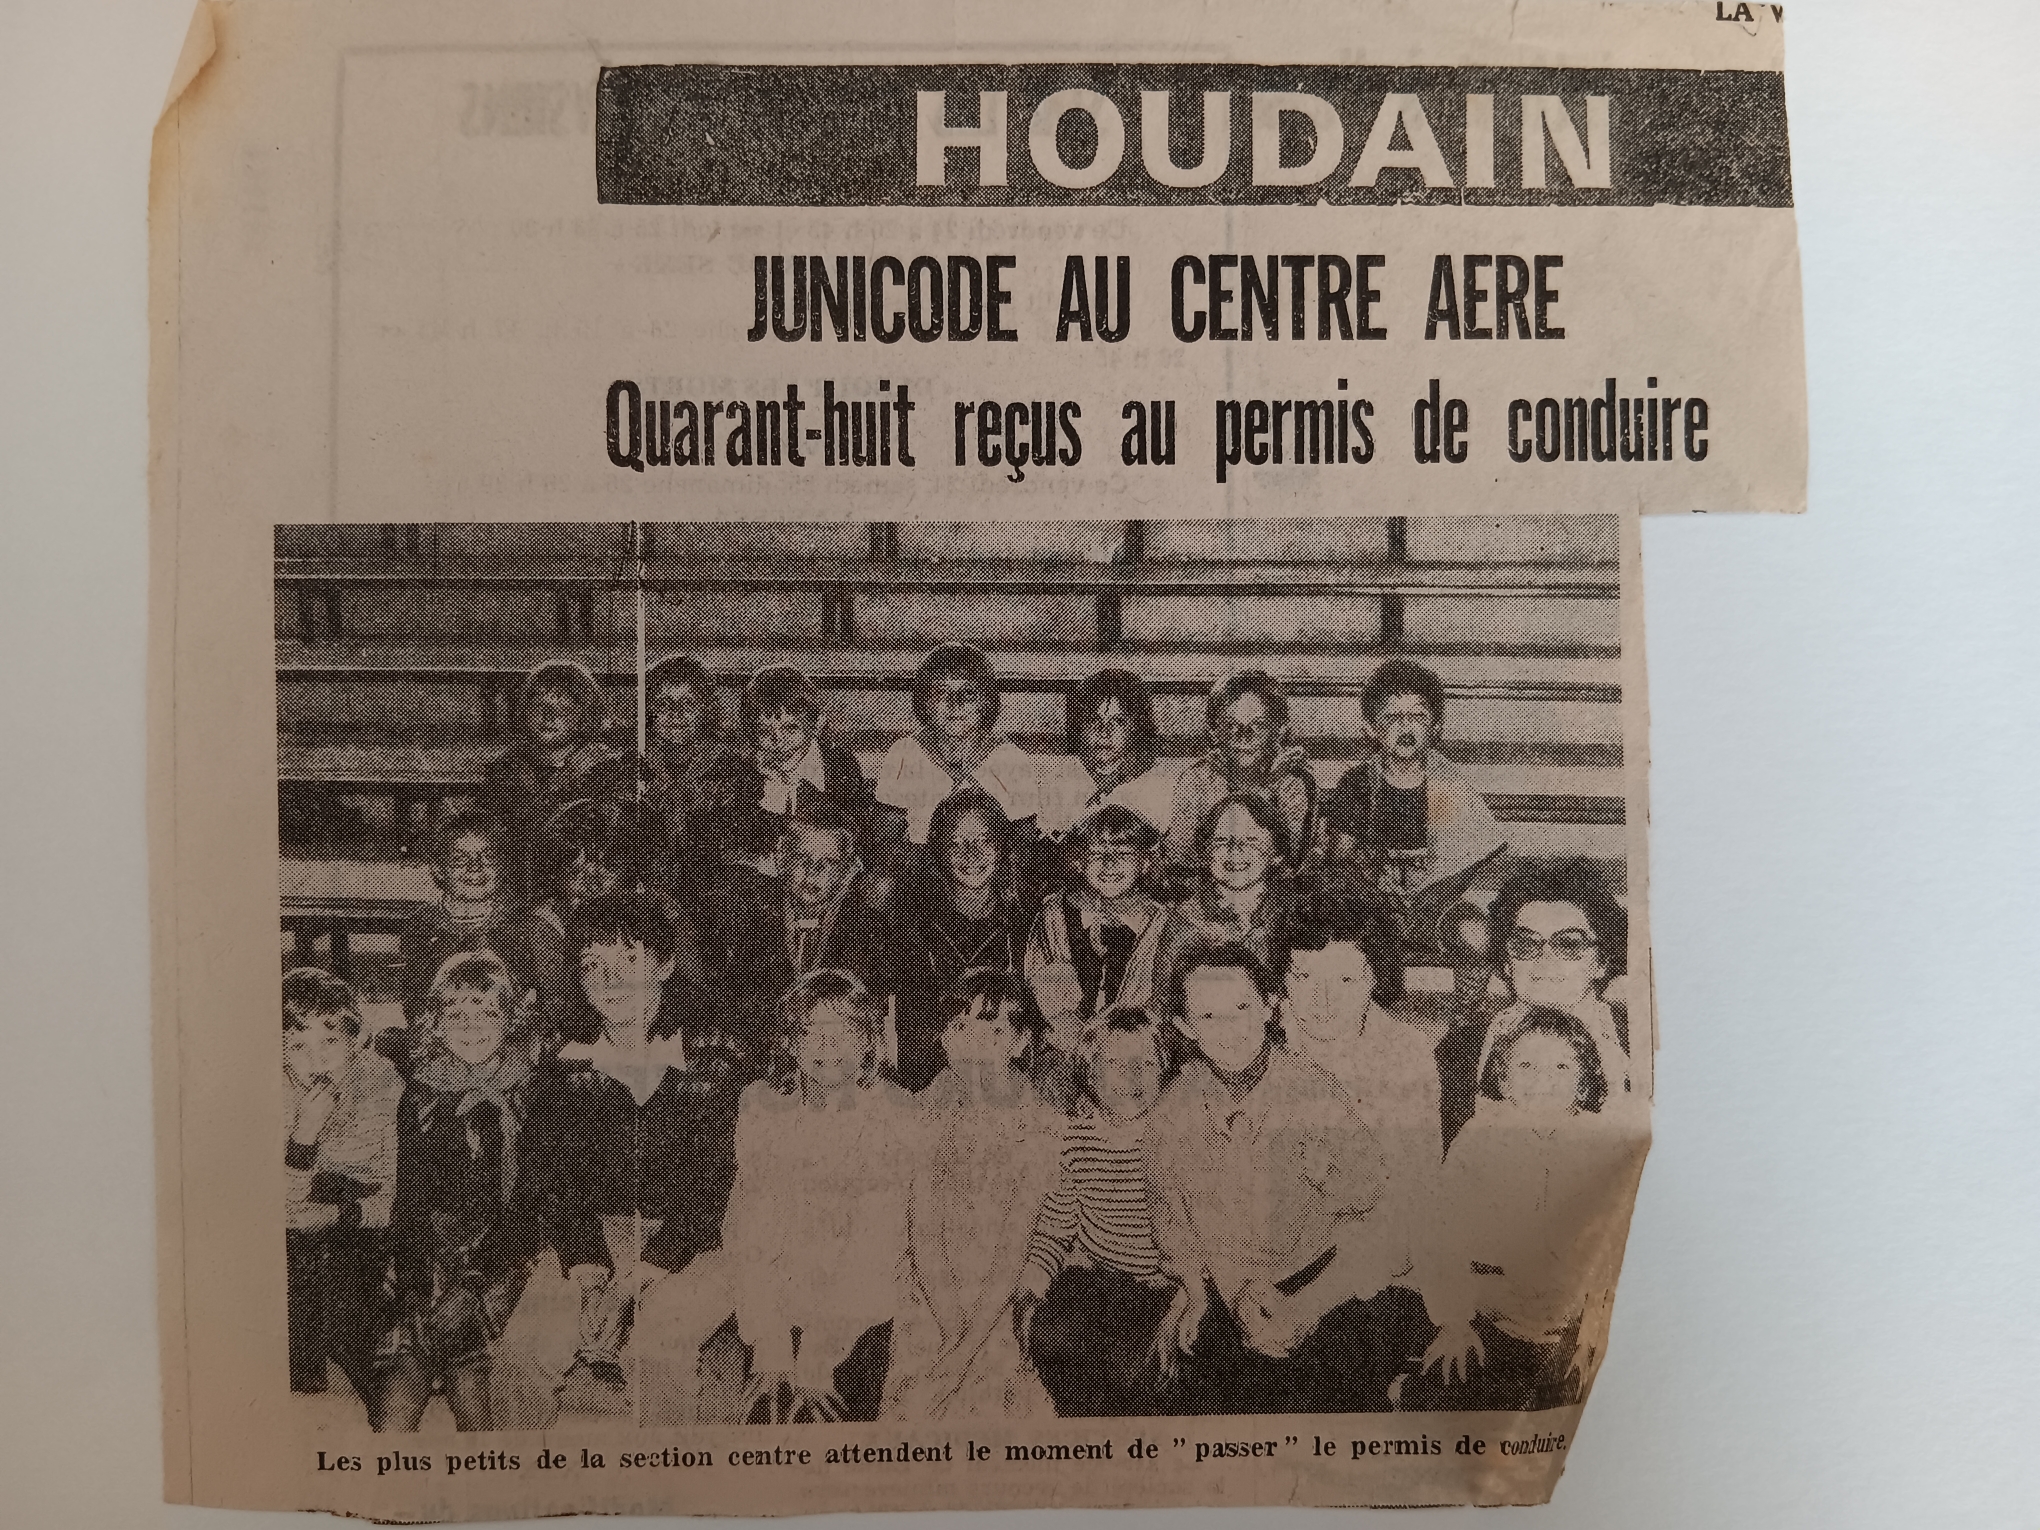 LA
HOUDAIN
JUNICODE AU CENTRE AERE
Quarant-huit reçus au permis de conduire
Les plus petits de la section centre attendent le moment de " passer " le permis de conduire.